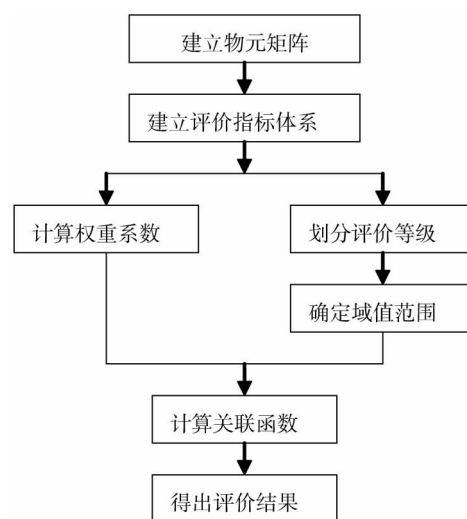 建立物元矩阵
建立评价指标体系
计算权重系数
划分评价等级
确定域值范围
计算关联函数
得出评价结果